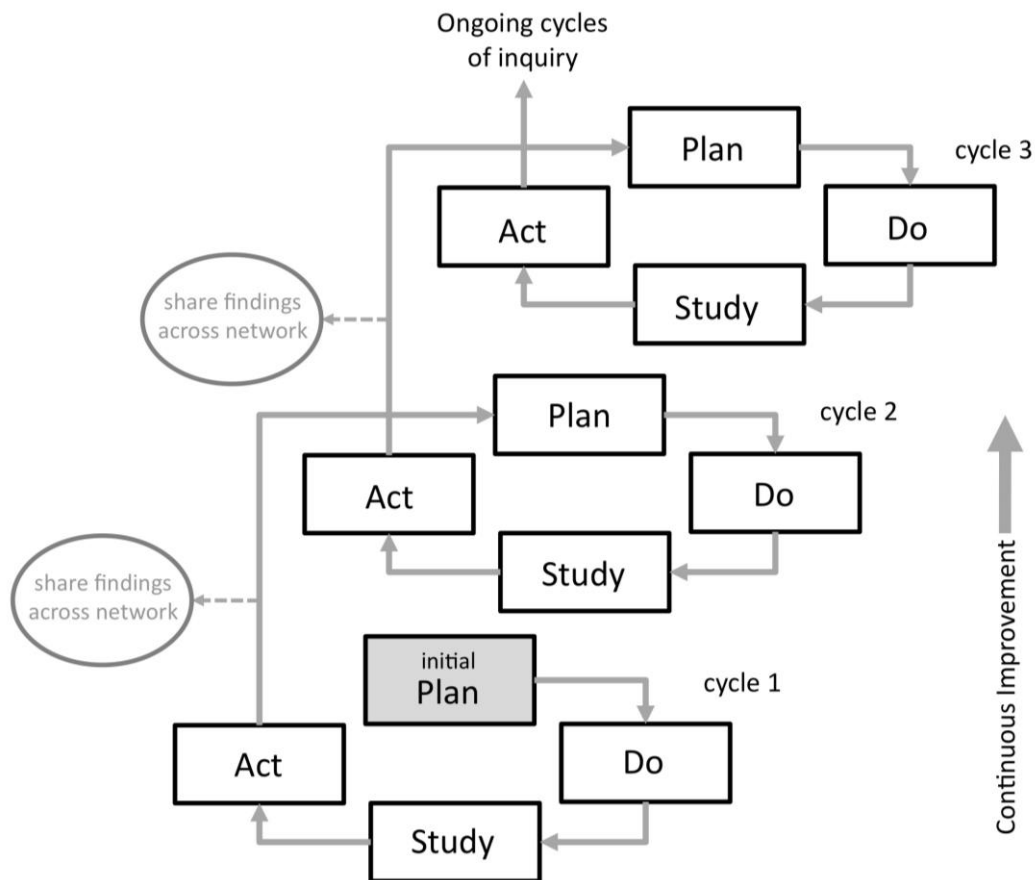 Ongoing cycles
of inquiry
Plan
cycle 3
Act
Do
Study
share findings
across network
Plan
cycle 2
Act
Do
Study
share findings
across network
initial
Plan
cycle 1
Act
Do
Study
Continuous Improvement